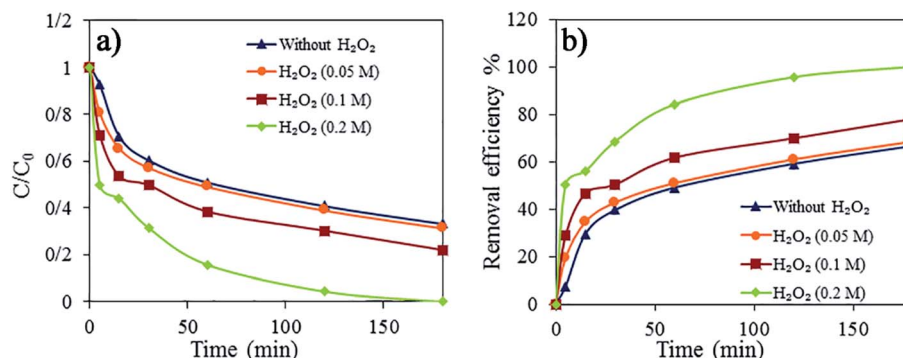 a)
1/2
1
0/8
0/6
0/4
0/2
0
C/C₀
0
50
100
150
Time (min)
Without H₂O₂
H₂O₂ (0.05 M)
H₂O₂ (0.1 M)
H₂O₂ (0.2 M)
b)
120
100
80
60
40
20
0
Removal efficiency %
0
50
100
150
Time (min)
Without H₂O₂
H₂O₂ (0.05 M)
H₂O₂ (0.1 M)
H₂O₂ (0.2 M)